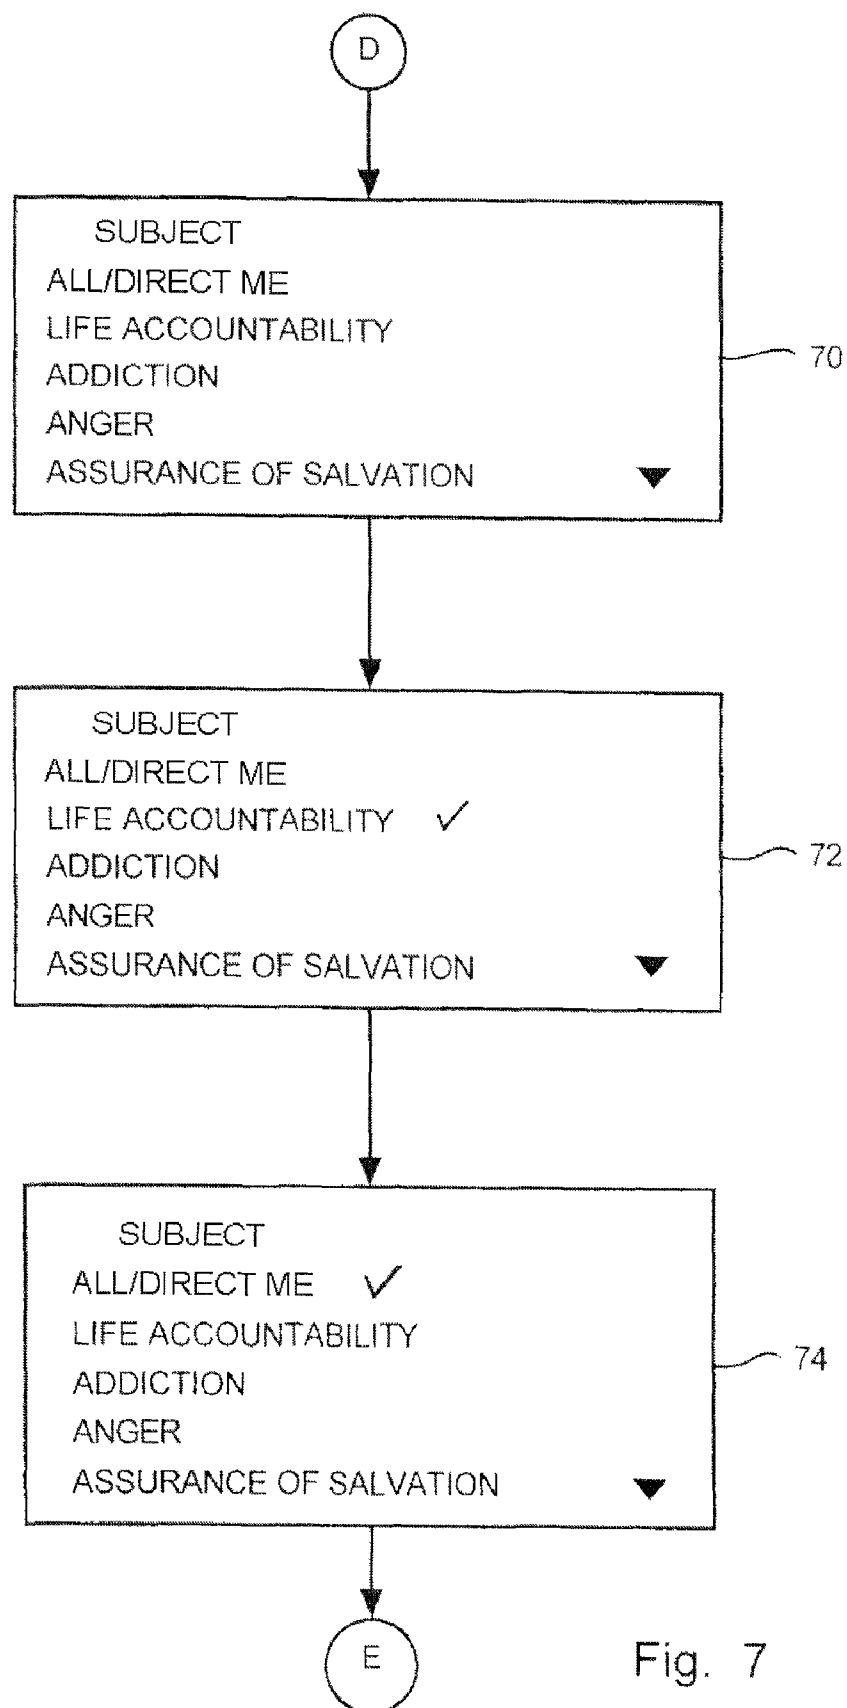 D
SUBJECT
ALL/DIRECT ME
LIFE ACCOUNTABILITY
ADDICTION
ANGER
ASSURANCE OF SALVATION
70
SUBJECT
ALL/DIRECT ME
LIFE ACCOUNTABILITY ✓
ADDICTION
ANGER
ASSURANCE OF SALVATION
72
SUBJECT
ALL/DIRECT ME ✓
LIFE ACCOUNTABILITY
ADDICTION
ANGER
ASSURANCE OF SALVATION
74
E
Fig. 7